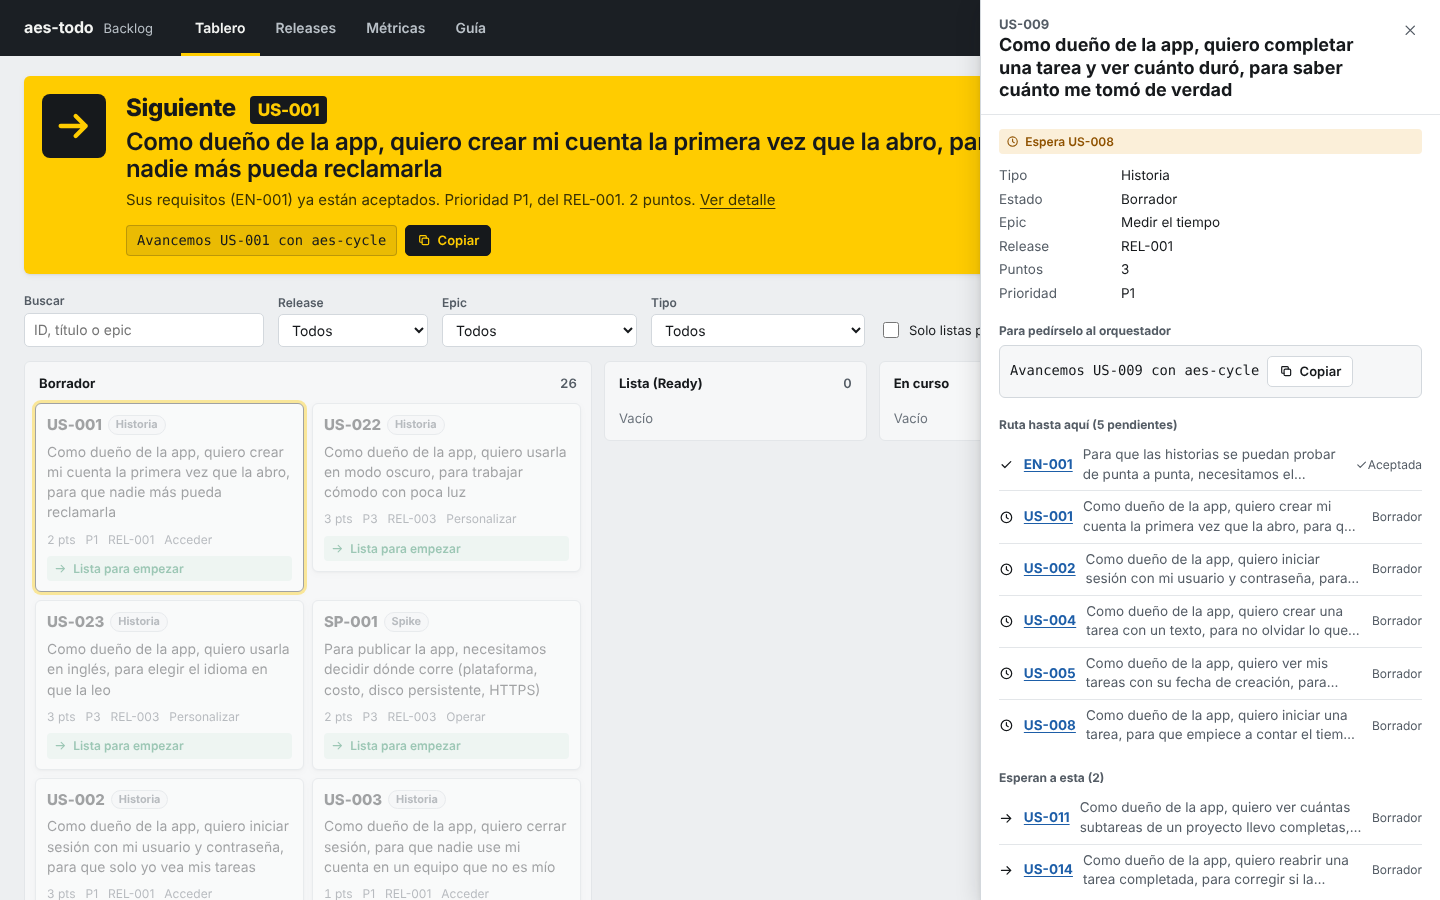 aes-todo Backlog Tablero Releases Métricas Guía
Siguiente US-001
Como dueño de la app, quiero crear mi cuenta la primera vez que la abro,
nadie más pueda reclamarla
Sus requisitos (EN-001) ya están aceptados. Prioridad P1, del REL-001. 2 puntos. Ver detalle
Avancemos US-001 con aes-cycle Copiar
Buscar
ID, título o epic
Release
Todos
Epic
Todos
Tipo
Todos
Solo listas
Borrador 26
US-001 Historia
Como dueño de la app, quiero crear
mi cuenta la primera vez que la abro,
para que nadie más pueda
reclamarla
2 pts P1 REL-001 Acceder
→ Lista para empezar
US-022 Historia
Como dueño de la app, quiero usarla
en modo oscuro, para trabajar
cómodo con poca luz
3 pts P3 REL-003 Personalizar
→ Lista para empezar
US-023 Historia
Como dueño de la app, quiero usarla
en inglés, para elegir el idioma en
que la leo
3 pts P3 REL-003 Personalizar
→ Lista para empezar
SP-001 Spike
Para publicar la app, necesitamos
decidir dónde corre (plataforma,
costo, disco persistente, HTTPS)
2 pts P3 REL-003 Operar
→ Lista para empezar
US-002 Historia
Como dueño de la app, quiero iniciar
sesión con mi usuario y contraseña,
para que solo yo vea mis tareas
3 pts P1 REL-001 Acceder
US-003 Historia
Como dueño de la app, quiero cerrar
sesión, para que nadie use mi
cuenta en un equipo que no es mío
1 pts P1 REL-001 Acceder
Lista (Ready) 0
Vacío
En curso
Vacío
US-009
Como dueño de la app, quiero completar
una tarea y ver cuánto duró, para saber
cuánto me tomó de verdad
Espera US-008
Tipo Historia
Estado Borrador
Epic Medir el tiempo
Release REL-001
Puntos 3
Prioridad P1
Para pedírselo al orquestador
Avancemos US-009 con aes-cycle Copiar
Ruta hasta aquí (5 pendientes)
EN-001 Para que las historias se puedan probar
de punta a punta, necesitamos el... ✓ Aceptada
US-001 Como dueño de la app, quiero crear mi
cuenta la primera vez que la abro, para q... Borrador
US-002 Como dueño de la app, quiero iniciar
sesión con mi usuario y contraseña, para... Borrador
US-004 Como dueño de la app, quiero crear una
tarea con un texto, para no olvidar lo que... Borrador
US-005 Como dueño de la app, quiero ver mis
tareas con su fecha de creación, para... Borrador
US-008 Como dueño de la app, quiero iniciar una
tarea, para que empiece a contar el tiem... Borrador
Esperan a esta (2)
→ US-011 Como dueño de la app, quiero ver cuántas
subtareas de un proyecto llevo completas,... Borrador
→ US-014 Como dueño de la app, quiero reabrir una
tarea completada, para corregir si la... Borrador